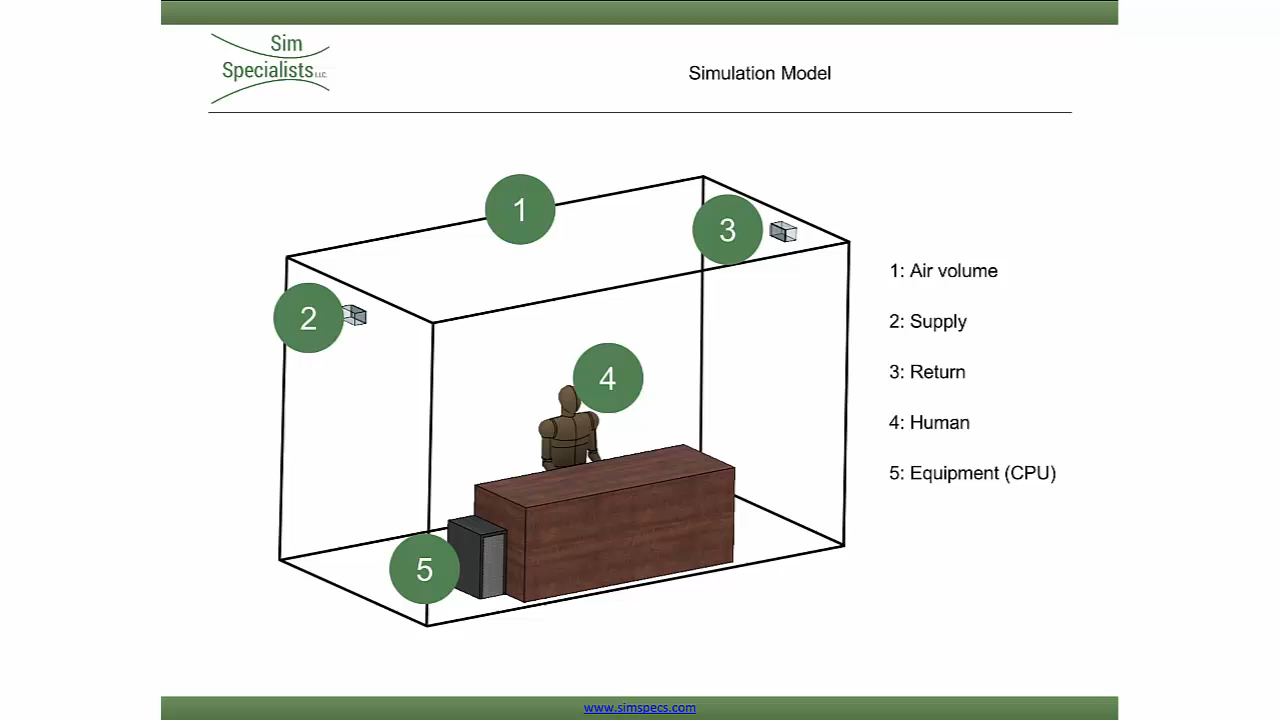 Sim
Specialists LLC.
Simulation Model
1
2
3
4
5
1: Air volume
2: Supply
3: Return
4: Human
5: Equipment (CPU)
www.simspecs.com